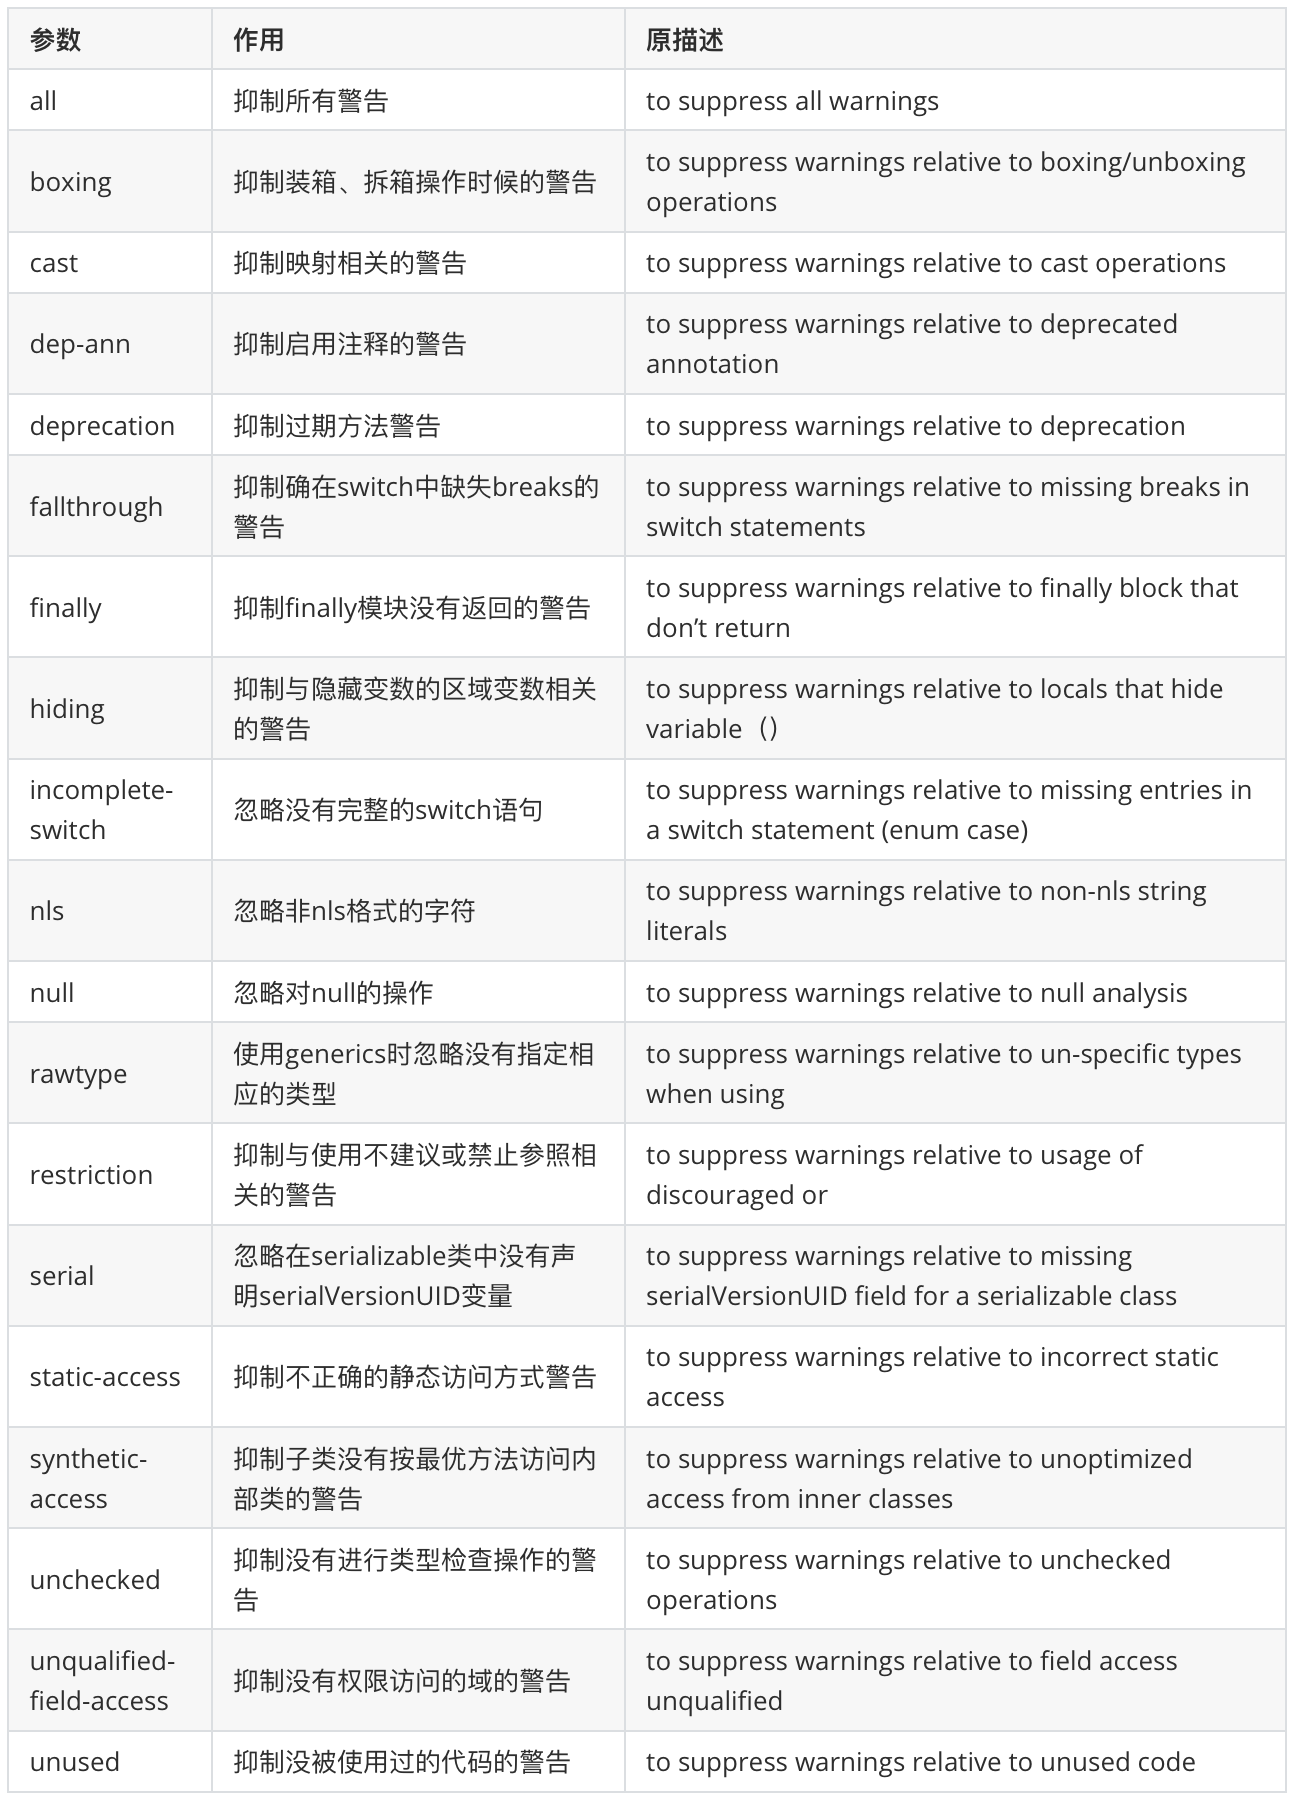 参数 作用 原描述
all 抑制所有警告 to suppress all warnings
boxing 抑制装箱、拆箱操作时候的警告 to suppress warnings relative to boxing/unboxing
operations
cast 抑制映射相关的警告 to suppress warnings relative to cast operations
dep-ann 抑制启用注释的警告 to suppress warnings relative to deprecated
annotation
deprecation 抑制过期方法警告 to suppress warnings relative to deprecation
fallthrough 抑制确在switch中缺失breaks的
警告 to suppress warnings relative to missing breaks in
switch statements
finally 抑制finally模块没有返回的警告 to suppress warnings relative to finally block that
don’t return
hiding 抑制与隐藏变数的区域变数相关
的警告 to suppress warnings relative to locals that hide
variable（）
incomplete-
switch 忽略没有完整的switch语句 to suppress warnings relative to missing entries in
a switch statement (enum case)
nls 忽略非nls格式的字符 to suppress warnings relative to non-nls string
literals
null 忽略对null的操作 to suppress warnings relative to null analysis
rawtype 使用generics时忽略没有指定相
应的类型 to suppress warnings relative to un-specific types
when using
restriction 抑制与使用不建议或禁止参照相
关的警告 to suppress warnings relative to usage of
discouraged or
serial 忽略在serializable类中没有声
明serialVersionUID变量 to suppress warnings relative to missing
serialVersionUID field for a serializable class
static-access 抑制不正确的静态访问方式警告 to suppress warnings relative to incorrect static
access
synthetic-
access 抑制子类没有按最优方法访问内
部类的警告 to suppress warnings relative to unoptimized
access from inner classes
unchecked 抑制没有进行类型检查操作的警
告 to suppress warnings relative to unchecked
operations
unqualified-
field-access 抑制没有权限访问的域的警告 to suppress warnings relative to field access
unqualified
unused 抑制没被使用过的代码的警告 to suppress warnings relative to unused code